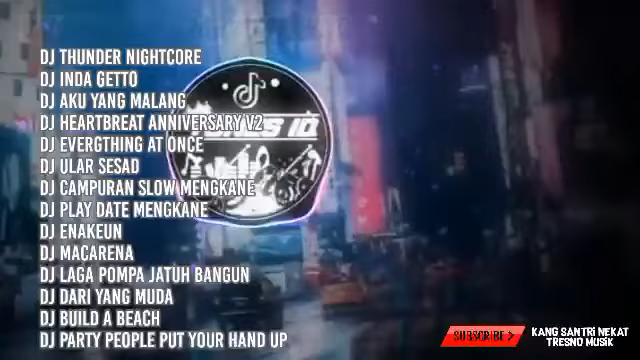 DJ THUNDER NIGHTCORE
DJ INDA GETTO
DJ AKU YANG MALANG
DJ HEARTBREAT ANNIVERSARY V2
DJ EVERGTHING AT ONCE
DJ ULAR SESAD
DJ CAMPURAN SLOW MENGKANE
DJ PLAY DATE MENGKANE
DJ ENAKEUN
DJ MACARENA
DJ LAGA POMPA JATUH BANGUN
DJ DARI YANG MUDA
DJ BUILD A BEACH
DJ PARTY PEOPLE PUT YOUR HAND UP
SUBSCRIBE
KANG SANTRI NEKAT
TRESNO MUSIK